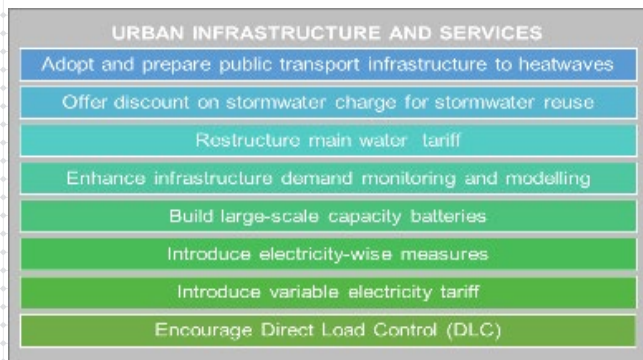 URBAN INFRASTRUCTURE AND SERVICES
Adopt and prepare public transport infrastructure to heatwaves
Offer discount on stormwater charge for stormwater reuse
Restructure main water tariff
Enhance infrastructure demand monitoring and modelling
Build large-scale capacity batteries
Introduce electricity-wise measures
Introduce variable electricity tariff
Encourage Direct Load Control (DLC)